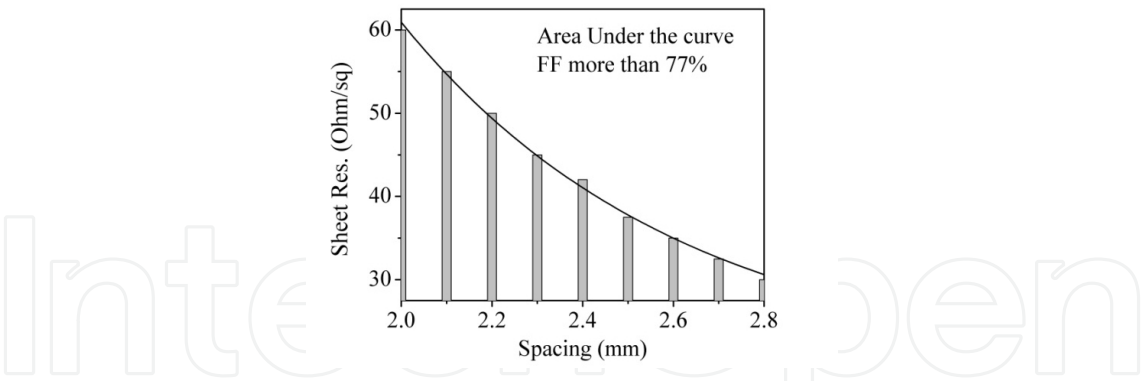 Area Under the curve
FF more than 77%
Sheet Res. (Ohm/sq)
60
50
40
30
2.0 2.2 2.4 2.6 2.8
Spacing (mm)
IntechOpen